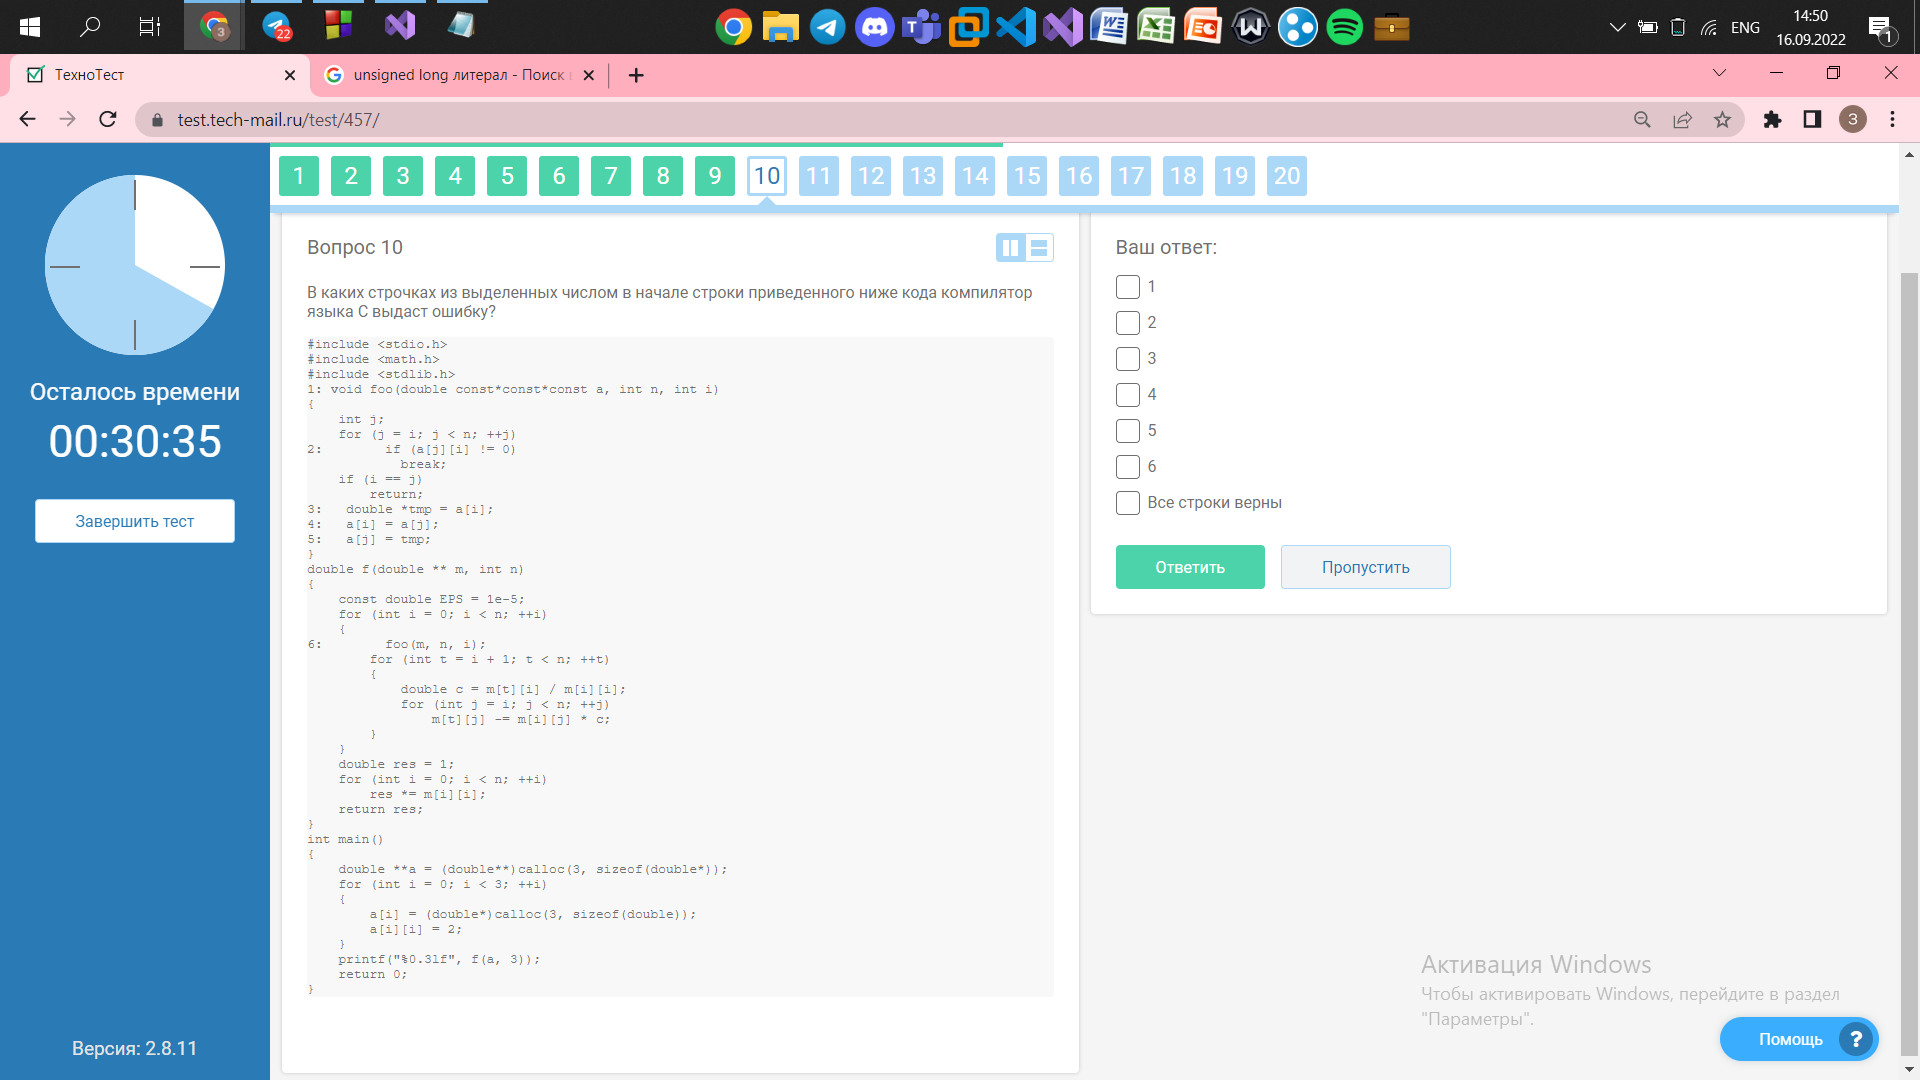 22
3
ENG
14:50
16.09.2022
1
ТехноТест
unsigned long литерал - Поиск
test.tech-mail.ru/test/457/
3
1 2 3 4 5 6 7 8 9 10 11 12 13 14 15 16 17 18 19 20
Осталось времени
00:30:35
Завершить тест
Версия: 2.8.11
Вопрос 10
В каких строчках из выделенных числом в начале строки приведенного ниже кода компилятор
языка С выдаст ошибку?
#include <stdio.h>
#include <math.h>
#include <stdlib.h>
1: void foo(double const*const*const a, int n, int i)
{
    int j;
    for (j = i; j < n; ++j)
2:        if (a[j][i] != 0)
            break;
    if (i == j)
        return;
3:   double *tmp = a[i];
4:   a[i] = a[j];
5:   a[j] = tmp;
}
double f(double ** m, int n)
{
    const double EPS = 1e-5;
    for (int i = 0; i < n; ++i)
    {
6:        foo(m, n, i);
        for (int t = i + 1; t < n; ++t)
        {
            double c = m[t][i] / m[i][i];
            for (int j = i; j < n; ++j)
                m[t][j] -= m[i][j] * c;
        }
    }
    double res = 1;
    for (int i = 0; i < n; ++i)
        res *= m[i][i];
    return res;
}
int main()
{
    double **a = (double**)calloc(3, sizeof(double*));
    for (int i = 0; i < 3; ++i)
    {
        a[i] = (double*)calloc(3, sizeof(double));
        a[i][i] = 2;
    }
    printf("%0.3lf", f(a, 3));
    return 0;
}
Ваш ответ:
1
2
3
4
5
6
Все строки верны
Ответить
Пропустить
Активация Windows
Чтобы активировать Windows, перейдите в раздел
"Параметры".
Помощь ?